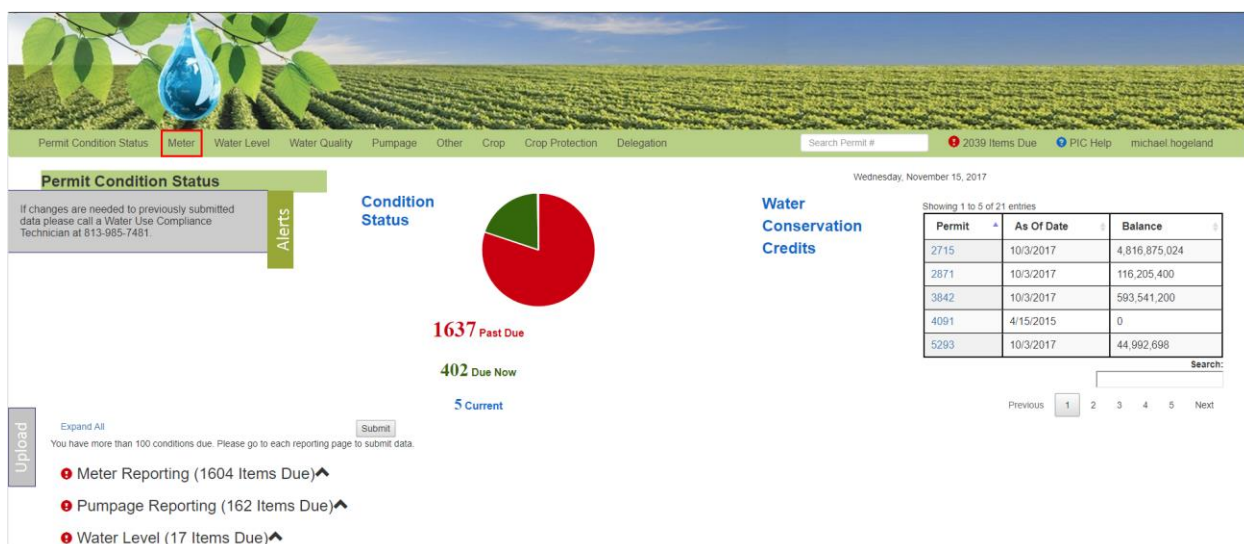 Permit Condition Status Meter Water Level Water Quality Pumpage Other Crop Crop Protection Delegation Search Permit # 2039 Items Due PIC Help michael.hogeland
Wednesday, November 15, 2017
Permit Condition Status
If changes are needed to previously submitted
data please call a Water Use Compliance
Technician at 813-985-7481.
Alerts
Condition
Status
1637 Past Due
402 Due Now
5 Current
Water
Conservation
Credits
Showing 1 to 5 of 21 entries
Permit As Of Date Balance
2715 10/3/2017 4,816,875,024
2871 10/3/2017 116,205,400
3842 10/3/2017 593,541,200
4091 4/15/2015 0
5293 10/3/2017 44,992,698
Search:
Previous 1 2 3 4 5 Next
Upload
Expand All Submit
You have more than 100 conditions due. Please go to each reporting page to submit data.
Meter Reporting (1604 Items Due)
Pumpage Reporting (162 Items Due)
Water Level (17 Items Due)